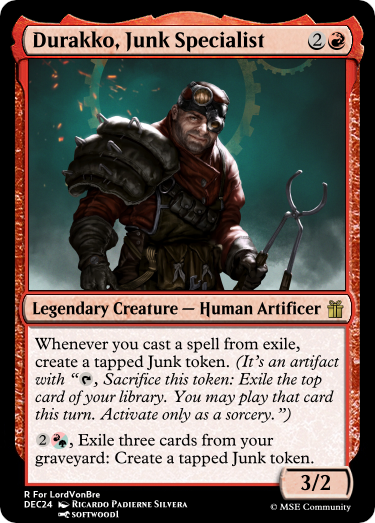 Durakko, Junk Specialist 2
Legendary Creature — Human Artificer
Whenever you cast a spell from exile,
create a tapped Junk token. (It's an artifact
with “, Sacrifice this token: Exile the top
card of your library. You may play that card
this turn. Activate only as a sorcery.”)
2, Exile three cards from your
graveyard: Create a tapped Junk token.
3/2
R For LordVonBre
DEC24 Ricardo Padierne Silvera
softwood1
© MSE Community